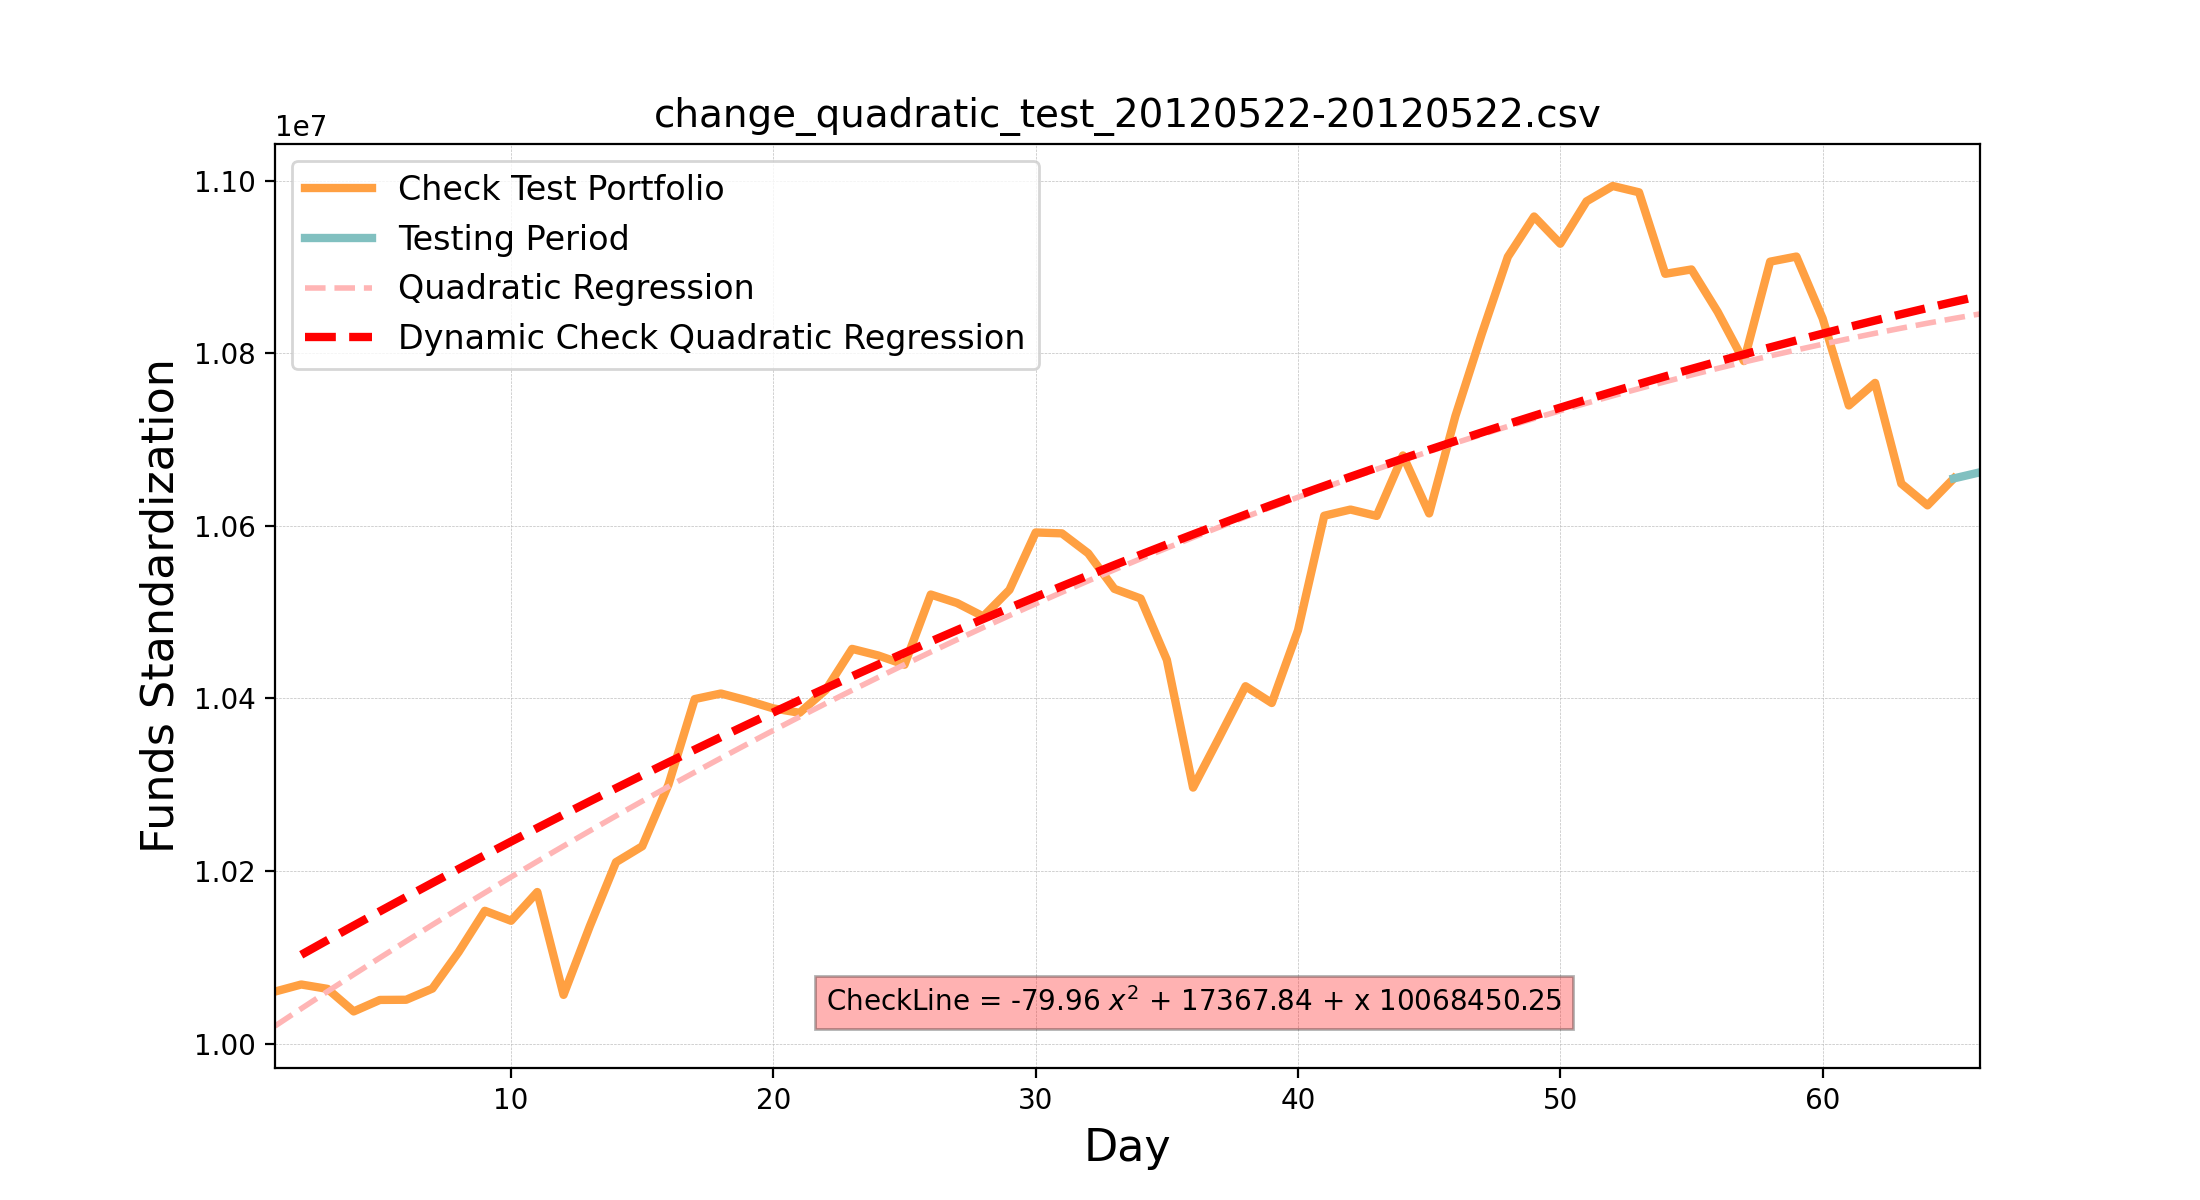 change_quadratic_test_20120522-20120522.csv
1e7
Check Test Portfolio
Testing Period
Quadratic Regression
Dynamic Check Quadratic Regression
1.10
1.08
1.06
1.04
1.02
1.00
Funds Standardization
CheckLine = -79.96 x² + 17367.84 + x 10068450.25
10 20 30 40 50 60
Day